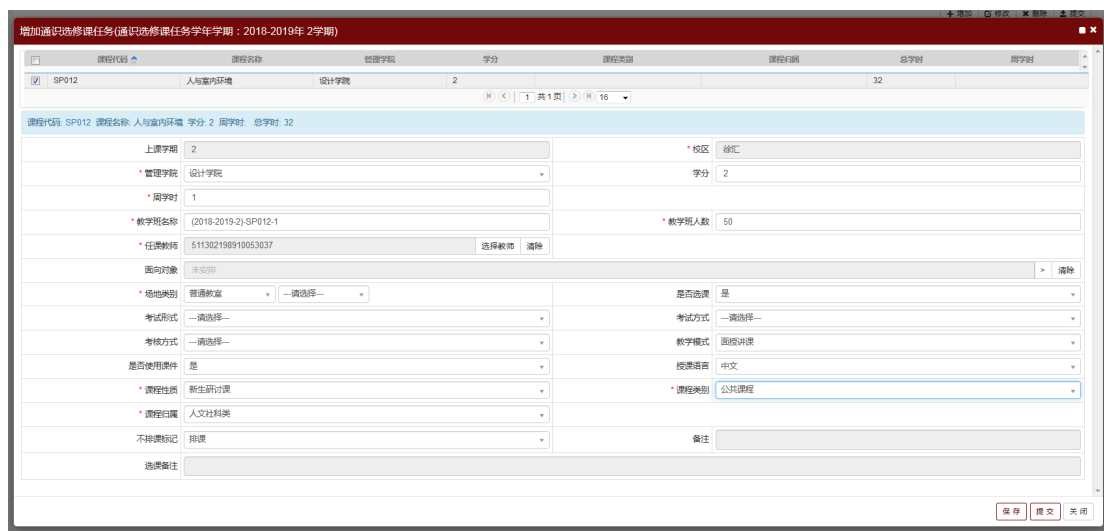 增加 修改 删除 提交
增加通识选修课任务(通识选修课任务学年学期：2018-2019年 2学期)
课程代码 课程名称 管理学院 学分 课程类别 课程归属 总学时 周学时
SP012 人与室内环境 设计学院 2 32
1 共1页 16
课程代码: SP012 课程名称: 人与室内环境 学分: 2 周学时: 总学时: 32
上课学期 2 * 校区 徐汇
* 管理学院 设计学院 学分 2
* 周学时 1
* 教学班名称 (2018-2019-2)-SP012-1 * 教学班人数 50
* 任课教师 511302198910053037 选择教师 清除
面向对象 未安排 > 清除
* 场地类别 普通教室 ---请选择--- 是否选课 是
考试形式 ---请选择--- 考试方式 ---请选择---
考核方式 ---请选择--- 教学模式 面授讲课
是否使用课件 是 授课语言 中文
* 课程性质 新生研讨课 * 课程类别 公共课程
* 课程归属 人文社科类
不排课标记 排课 备注
选课备注
保存 提交 关闭